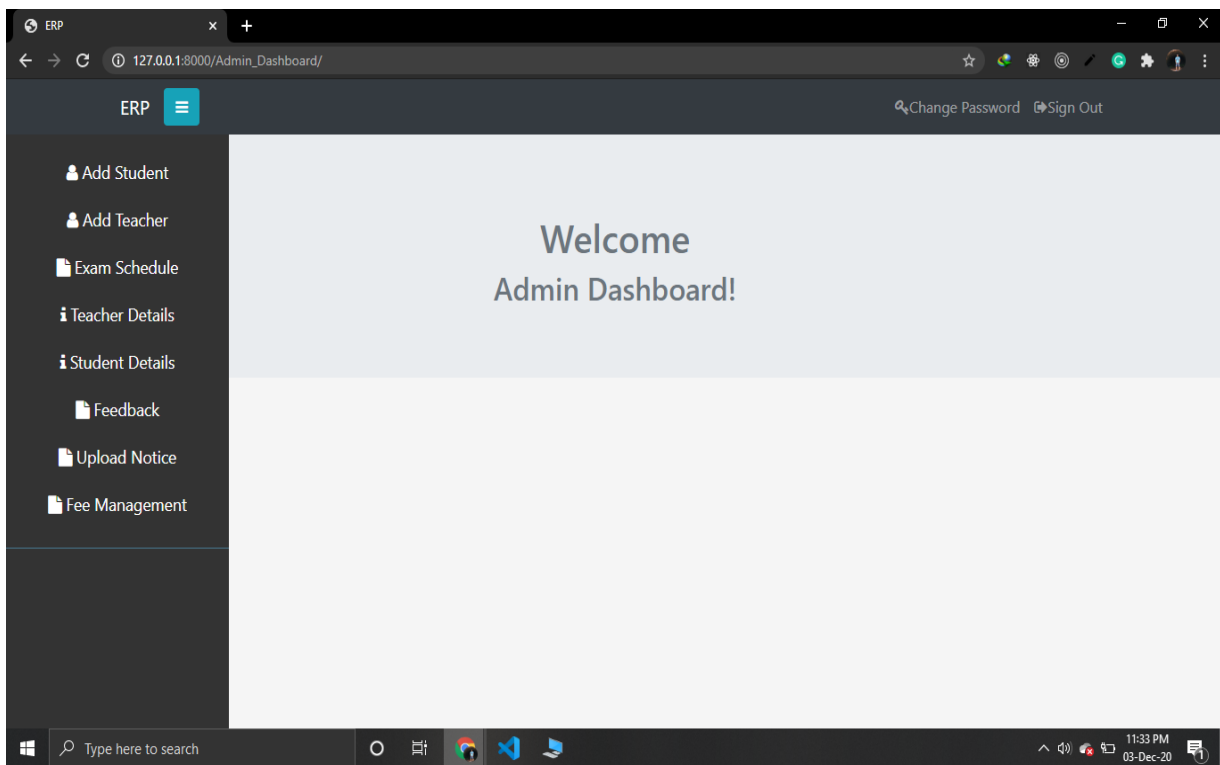 ERP
127.0.0.1:8000/Admin_Dashboard/
ERP
Change Password Sign Out
Add Student
Add Teacher
Exam Schedule
Teacher Details
Student Details
Feedback
Upload Notice
Fee Management
Welcome
Admin Dashboard!
Type here to search
11:33 PM
03-Dec-20
1